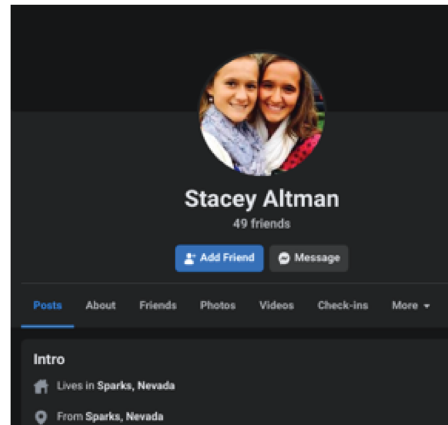 Stacey Altman
49 friends
Add Friend
Message
Posts About Friends Photos Videos Check-ins More
Intro
Lives in Sparks, Nevada
From Sparks, Nevada